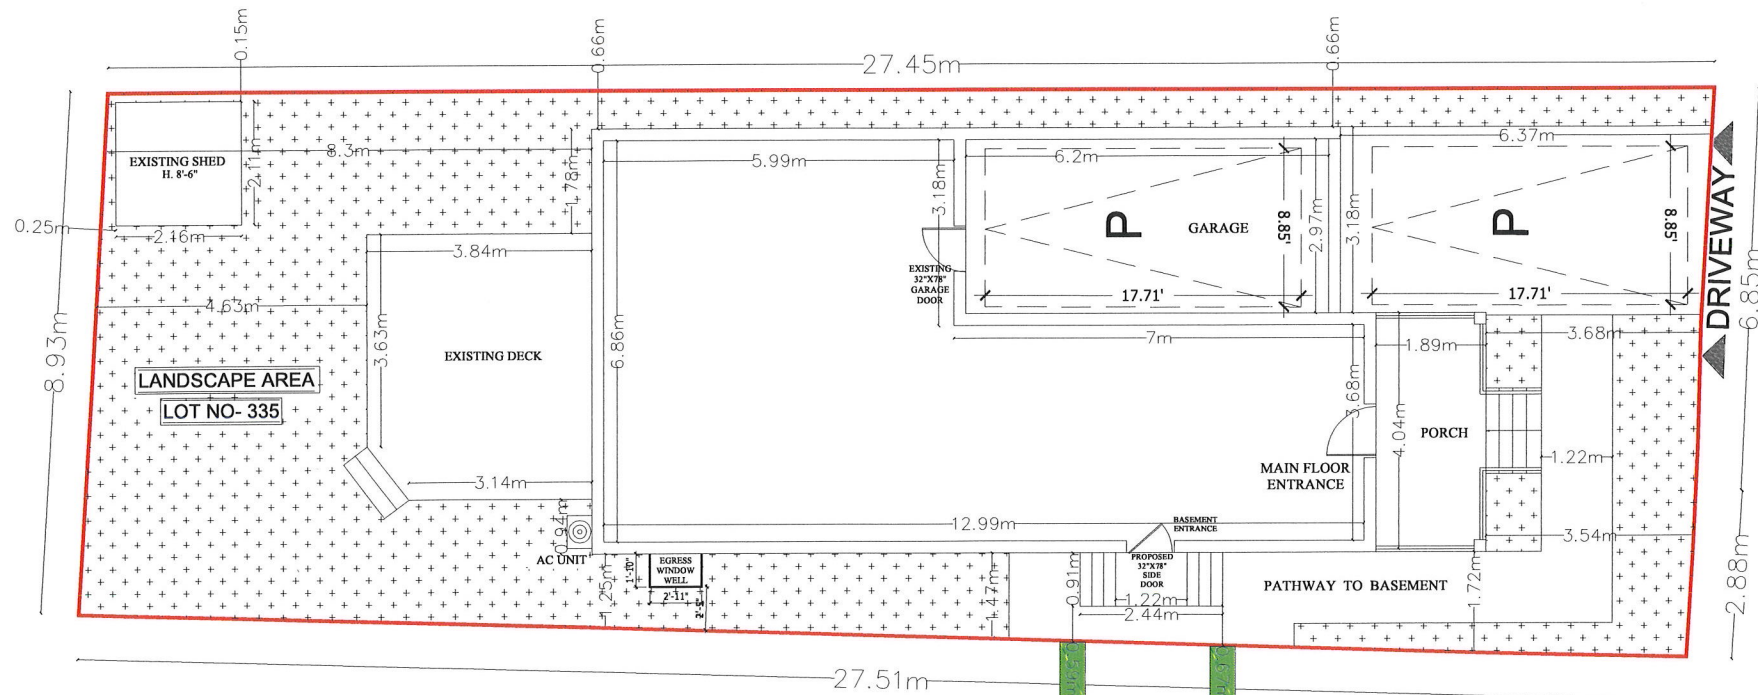 0.15m
0.66m
0.66m
27.45m
6.37m
EXISTING SHED
H. 8'-6"
2.11m
8.3m
1.78m
5.99m
6.2m
3.18m
P
GARAGE
8.85'
2.97m
3.18m
P
8.85'
DRIVEWAY
6.85m
0.25m
2.16m
3.84m
EXISTING
32"X78"
GARAGE
DOOR
17.71'
17.71'
4.63m
3.63m
6.86m
7m
1.89m
3.68m
8.93m
EXISTING DECK
LANDSCAPE AREA
LOT NO- 335
3.68m
4.04m
PORCH
1.22m
MAIN FLOOR
ENTRANCE
3.14m
0.94m
12.99m
BASEMENT
ENTRANCE
3.54m
AC UNIT
1'-10"
EGRESS
WINDOW
WELL
2'-11"
1.25m
1.47m
0.91m
PROPOSED
32"X78"
SIDE
DOOR
1.22m
2.44m
PATHWAY TO BASEMENT
1.72m
2.88m
27.51m